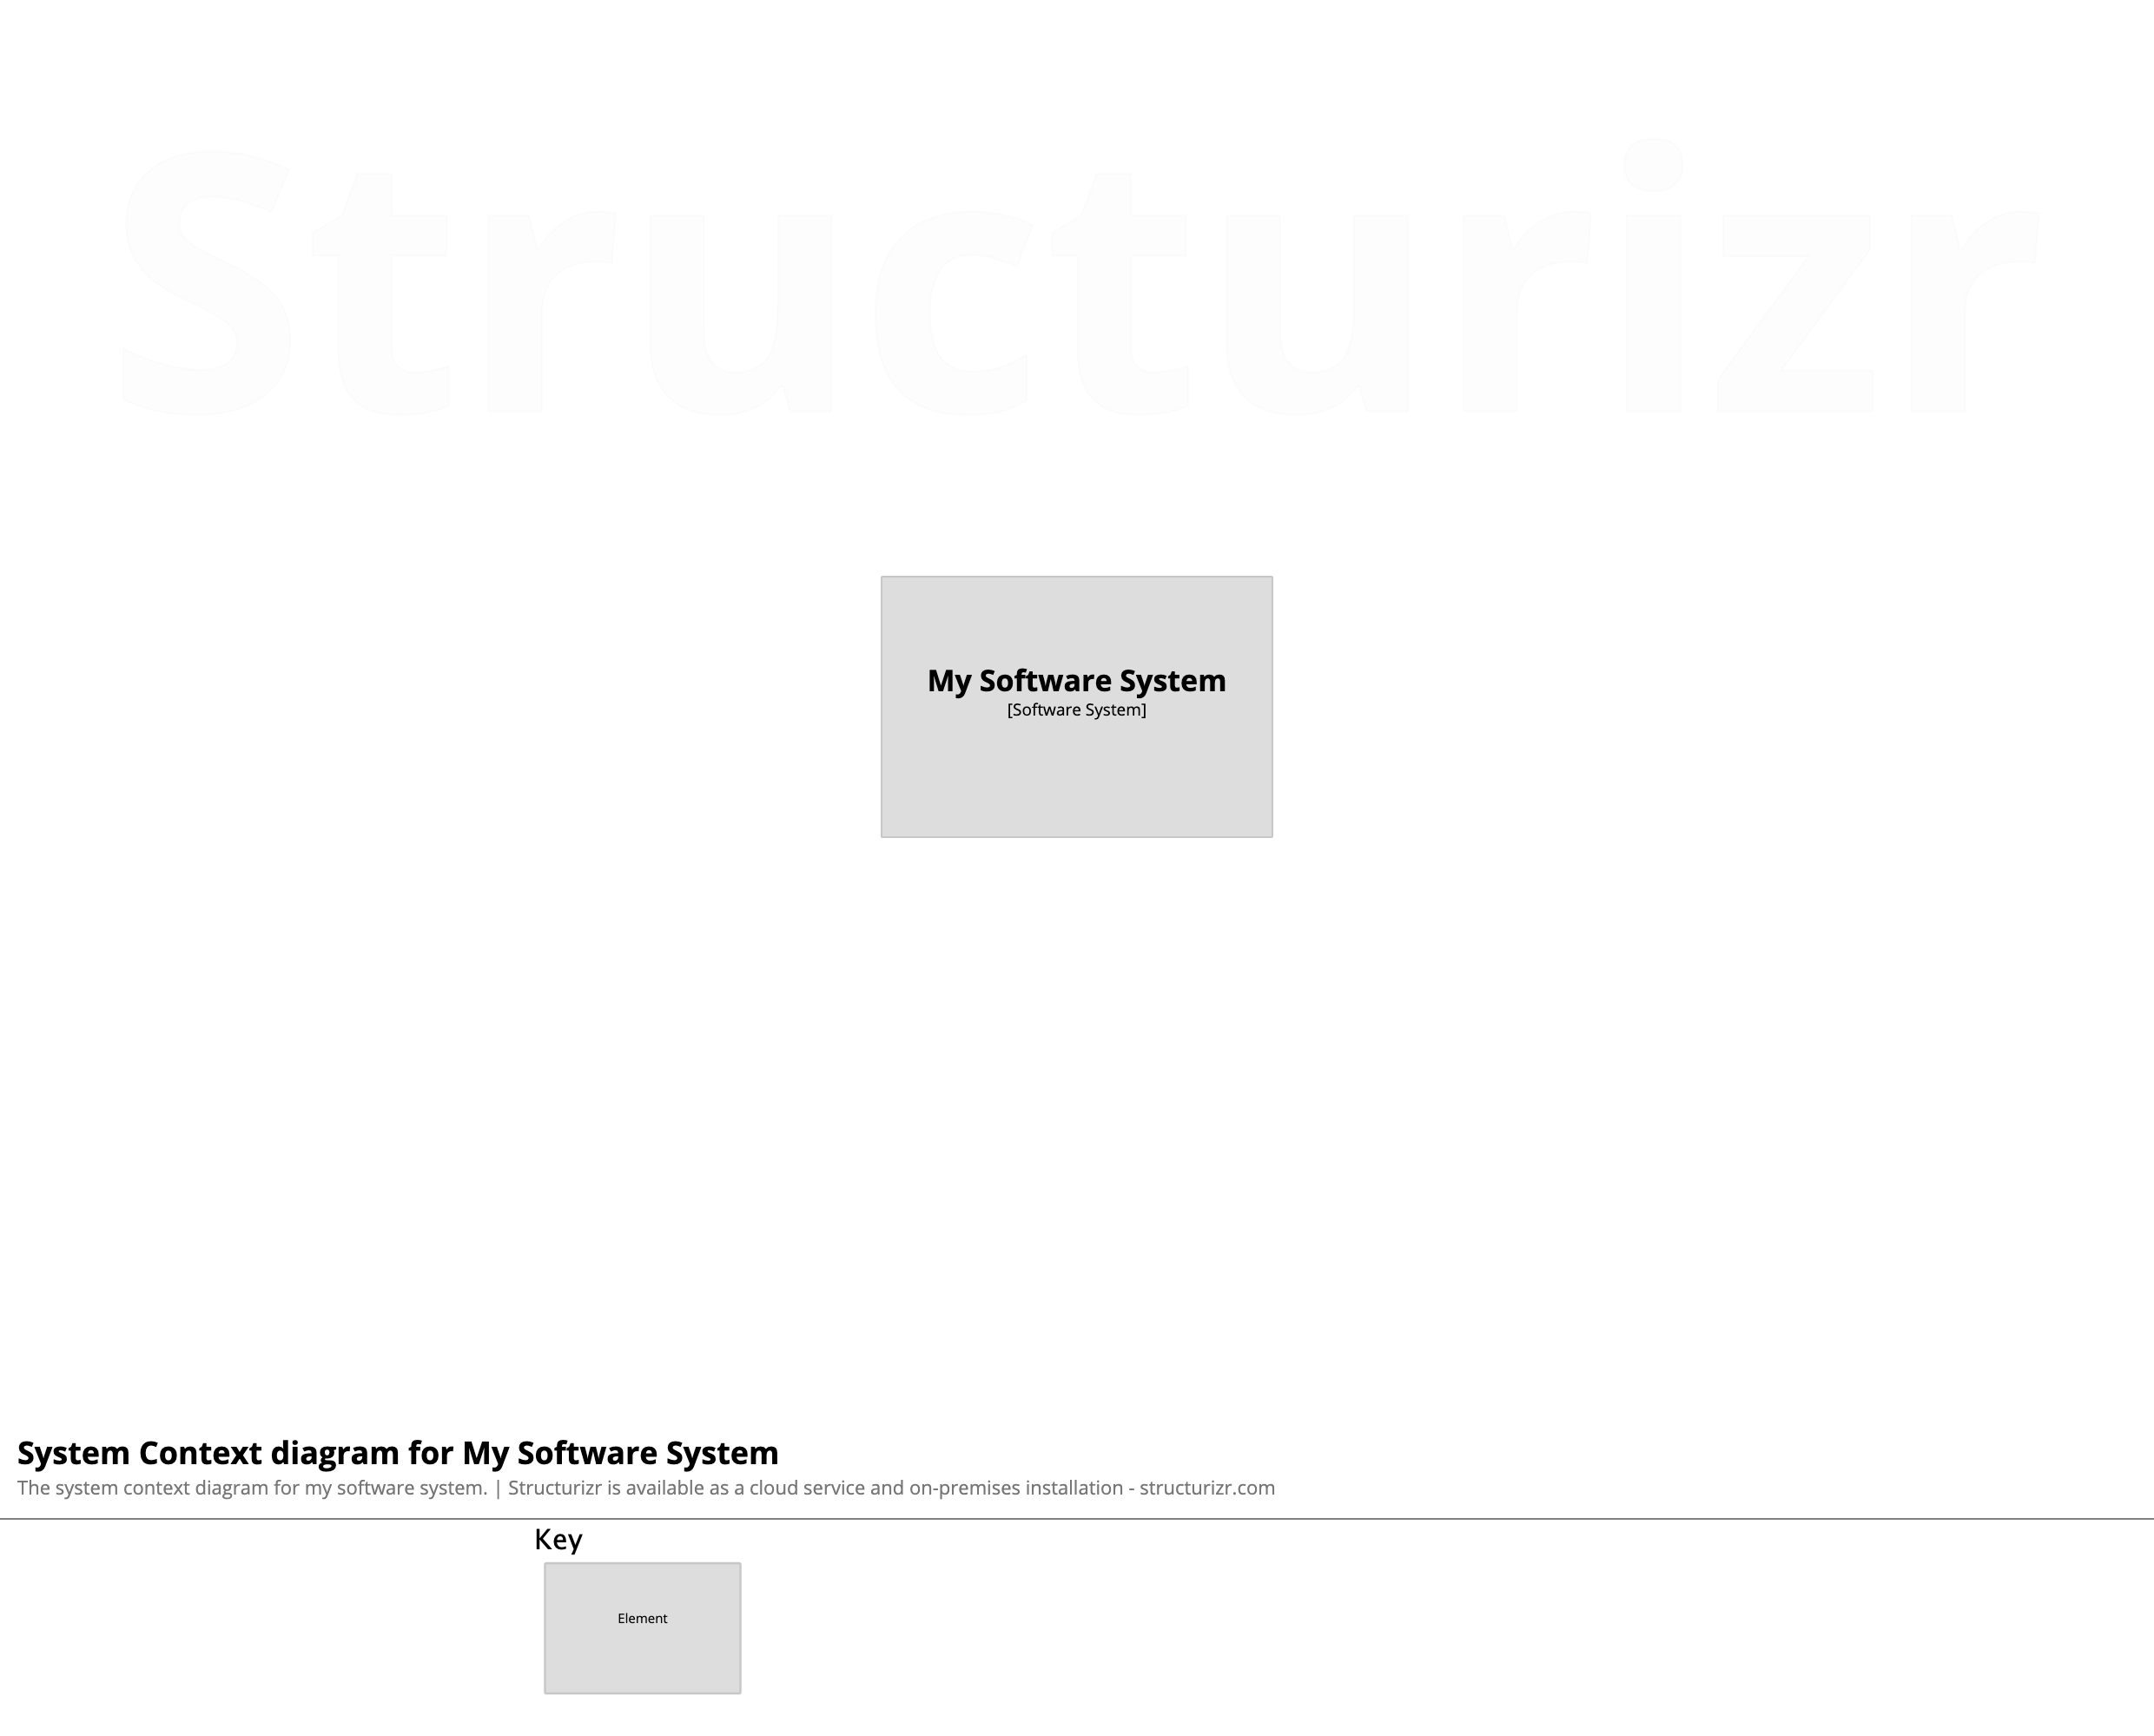 Structurizr
My Software System
[Software System]
System Context diagram for My Software System
The system context diagram for my software system. | Structurizr is available as a cloud service and on-premises installation - structurizr.com
Key
Element